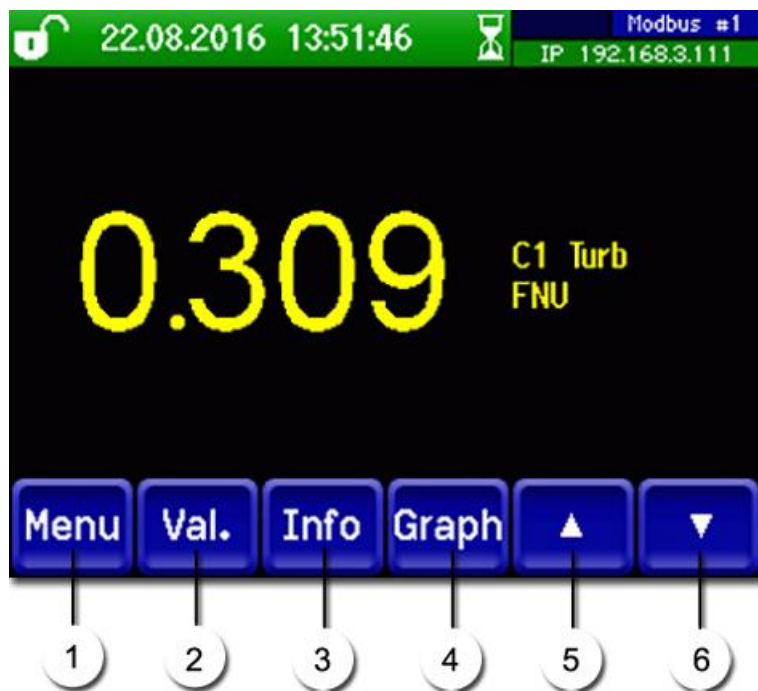 22.08.2016 13:51:46
Modbus #1
IP 192.168.3.111
0.309
C1 Turb
FNU
Menu Val. Info Graph ▲ ▼
1 2 3 4 5 6